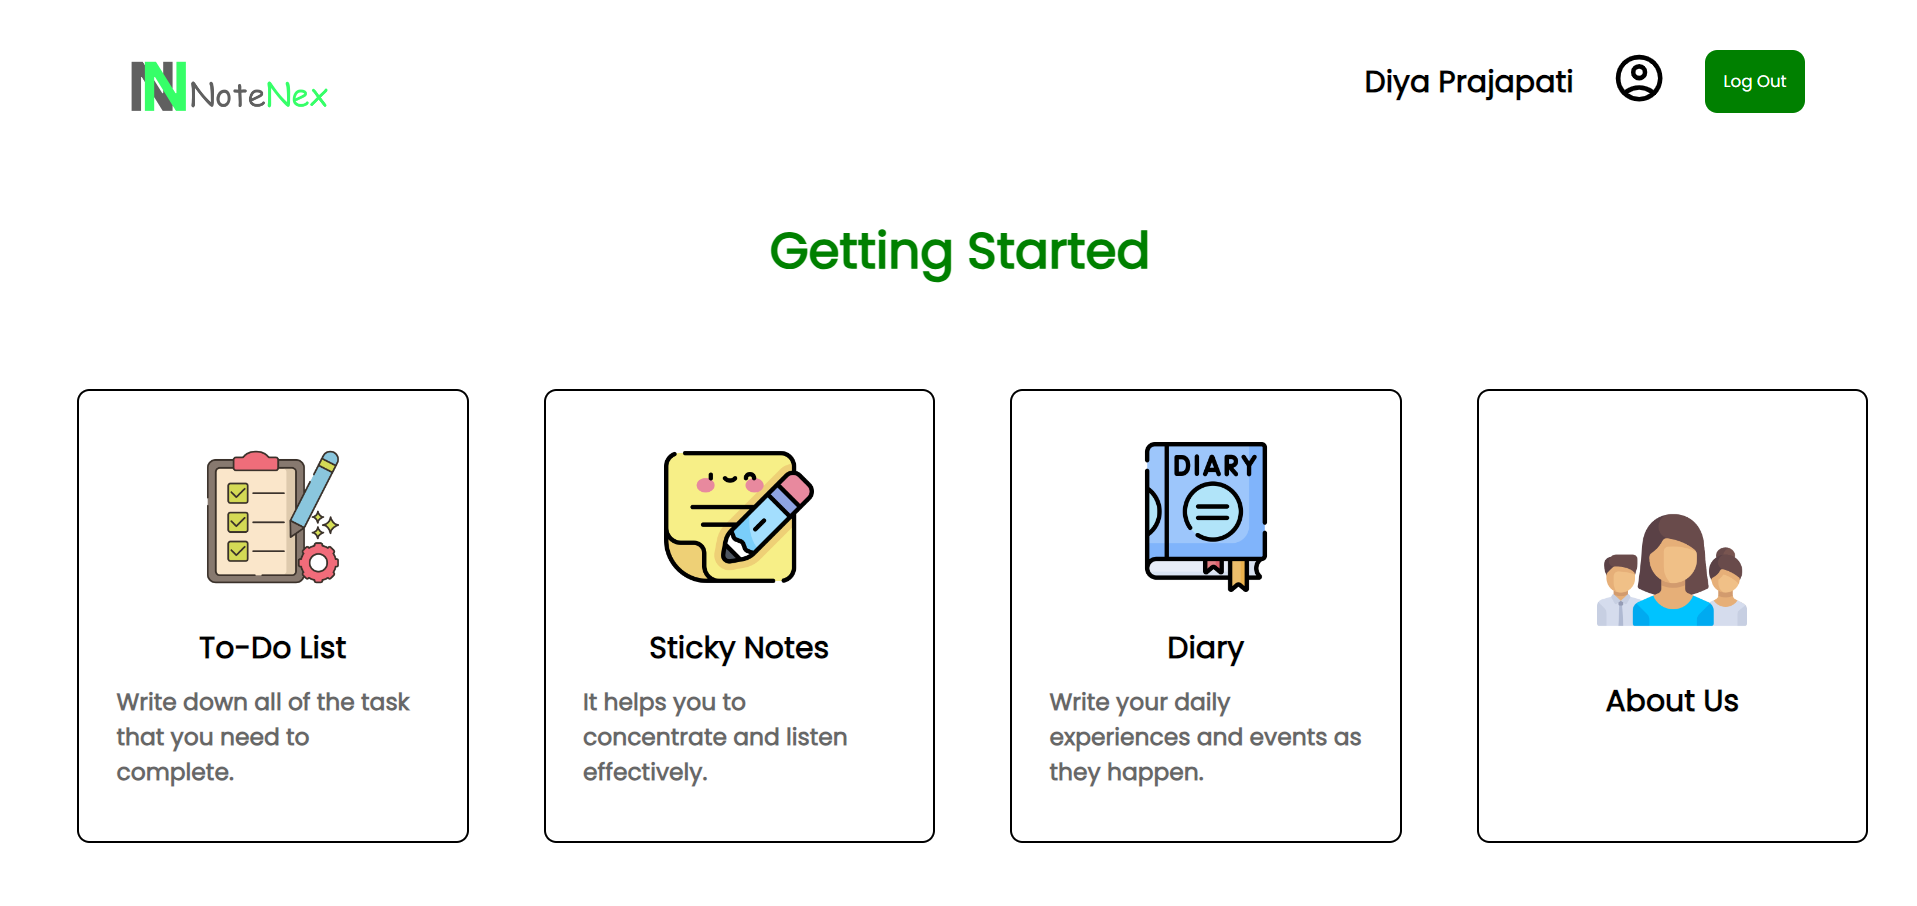 NoteNex
Diya Prajapati
Log Out
Getting Started
To-Do List
Write down all of the task
that you need to
complete.
Sticky Notes
It helps you to
concentrate and listen
effectively.
DIARY
Diary
Write your daily
experiences and events as
they happen.
About Us